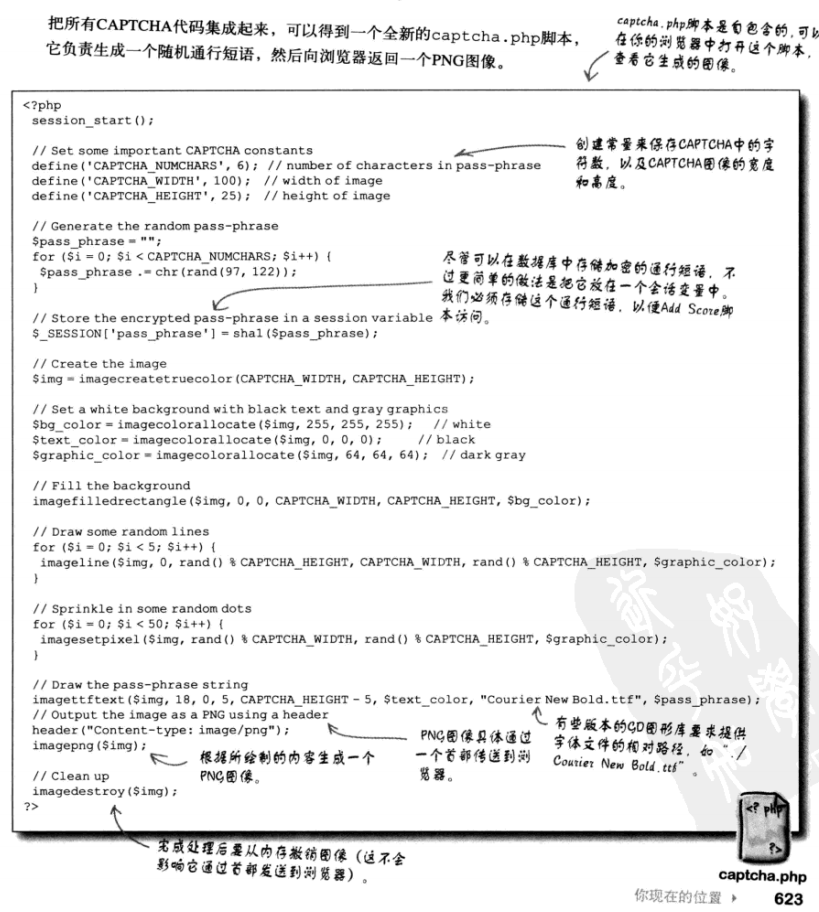 把所有CAPTCHA代码集成起来，可以得到一个全新的captcha.php脚本，
它负责生成一个随机通行短语，然后向浏览器返回一个PNG图像。
captcha.php脚本是自包含的，可以
在你的浏览器中打开这个脚本，
查看它生成的图像。
<?php
session_start();
// Set some important CAPTCHA constants
define('CAPTCHA_NUMCHARS', 6); // number of characters in pass-phrase
define('CAPTCHA_WIDTH', 100); // width of image
define('CAPTCHA_HEIGHT', 25); // height of image
创建常量来保存CAPTCHA中的字
符数，以及CAPTCHA图像的宽度
和高度。
// Generate the random pass-phrase
$pass_phrase = "";
for ($i = 0; $i < CAPTCHA_NUMCHARS; $i++) {
$pass_phrase .= chr(rand(97, 122));
}
尽管可以在数据库中存储加密的通行短语，不
过更简单的做法是把它放在一个会话变量中。
我们必须存储这个通行短语，以便Add Score脚
本访问。
// Store the encrypted pass-phrase in a session variable
$_SESSION['pass_phrase'] = sha1($pass_phrase);
// Create the image
$img = imagecreatetruecolor(CAPTCHA_WIDTH, CAPTCHA_HEIGHT);
// Set a white background with black text and gray graphics
$bg_color = imagecolorallocate($img, 255, 255, 255); // white
$text_color = imagecolorallocate($img, 0, 0, 0); // black
$graphic_color = imagecolorallocate($img, 64, 64, 64); // dark gray
// Fill the background
imagefilledrectangle($img, 0, 0, CAPTCHA_WIDTH, CAPTCHA_HEIGHT, $bg_color);
// Draw some random lines
for ($i = 0; $i < 5; $i++) {
imageline($img, 0, rand() % CAPTCHA_HEIGHT, CAPTCHA_WIDTH, rand() % CAPTCHA_HEIGHT, $graphic_color);
}
// Sprinkle in some random dots
for ($i = 0; $i < 50; $i++) {
imagesetpixel($img, rand() % CAPTCHA_WIDTH, rand() % CAPTCHA_HEIGHT, $graphic_color);
}
// Draw the pass-phrase string
imagettftext($img, 18, 0, 5, CAPTCHA_HEIGHT - 5, $text_color, "Courier New Bold.ttf", $pass_phrase);
// Output the image as a PNG using a header
header("Content-type: image/png");
imagepng($img);
根据所绘制的内容生成一个
PNG图像。
PNG图像具体通过
一个首部传送到浏
览器。
有些版本的GD图形库要求提供
字体文件的相对路径，如"./
Courier New Bold.ttf"。
// Clean up
imagedestroy($img);
?>
完成处理后要从内存撤销图像（这不会
影响它通过首部发送到浏览器）。
<? php
?>
captcha.php
你现在的位置
623